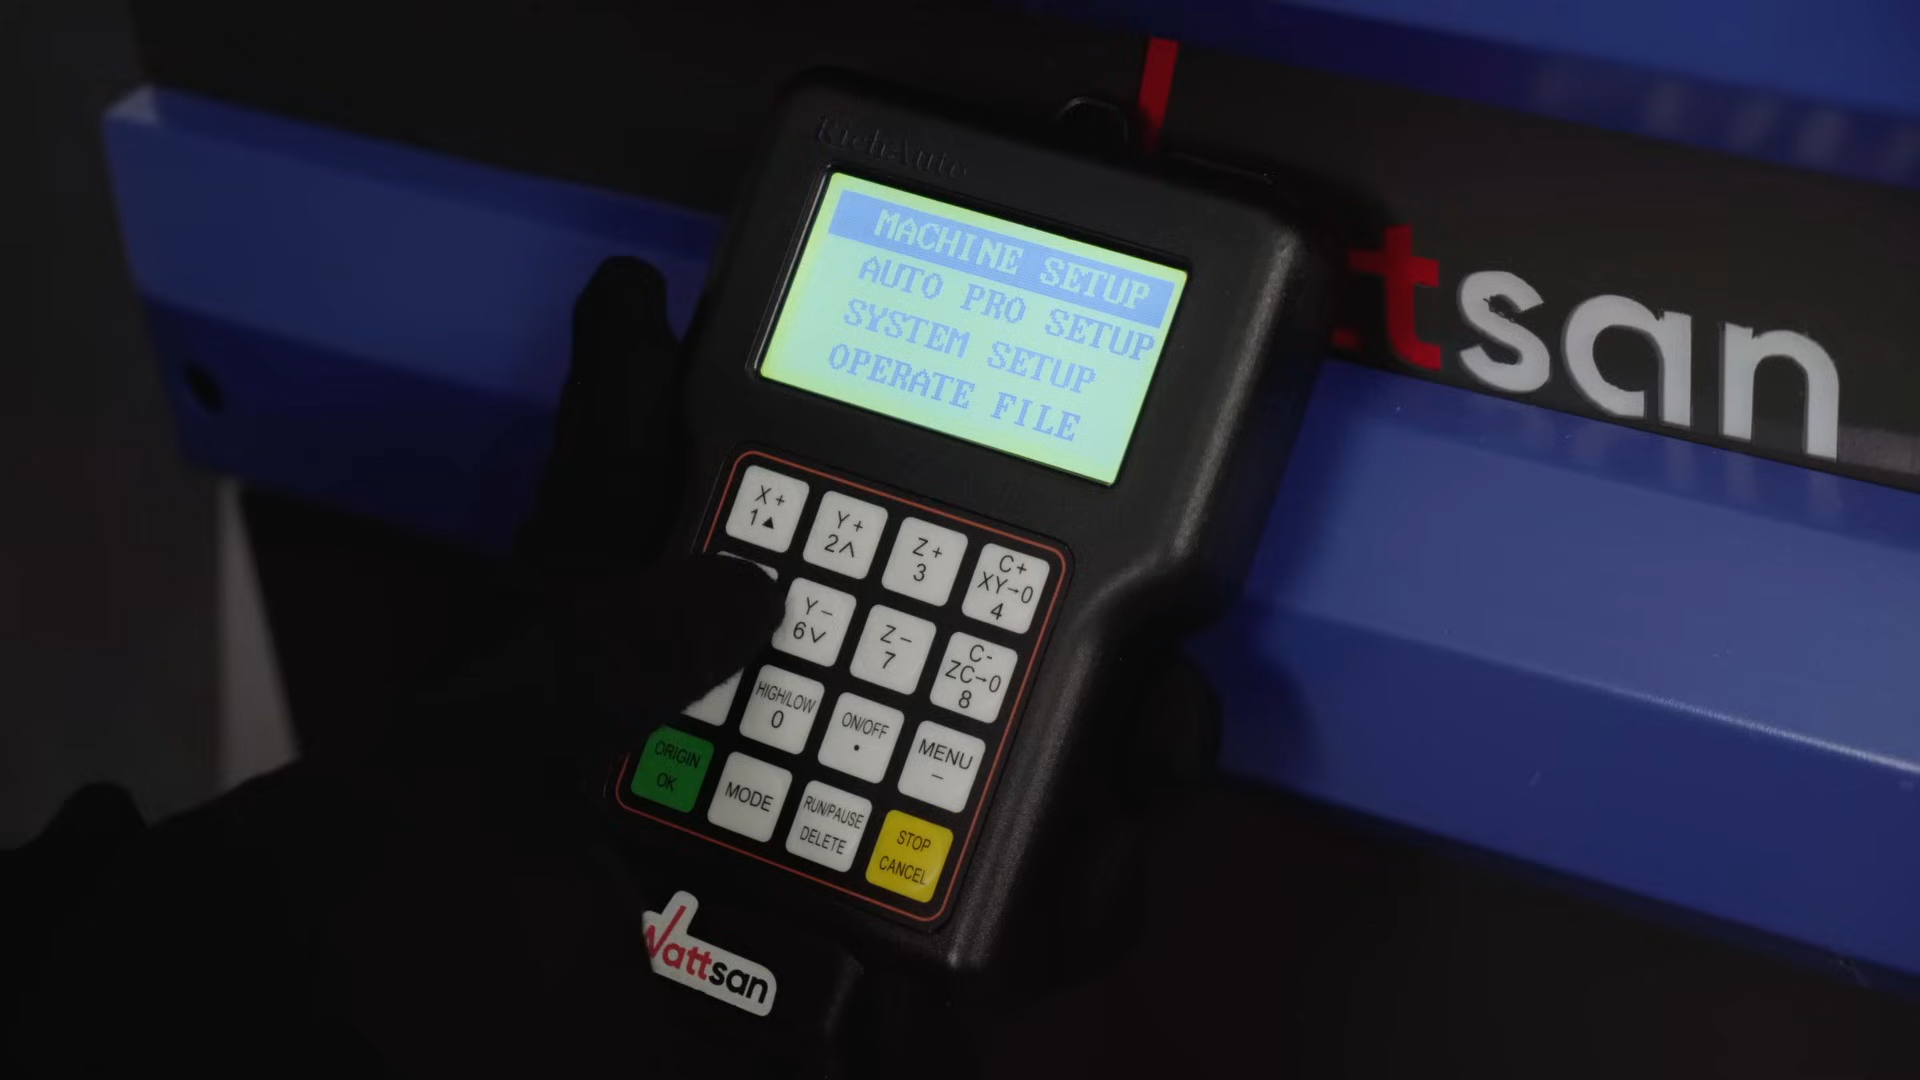 RichAuto
MACHINE SETUP
AUTO PRO SETUP
SYSTEM SETUP
OPERATE FILE
tsan
X+
1▲
Y+
2∧
Z+
3
C+
XY→0
4
Y−
6∨
Z−
7
C-
ZC→0
8
HIGH/LOW
0
ON/OFF
•
MENU
−
ORIGIN
OK
MODE
RUN/PAUSE
DELETE
STOP
CANCEL
Wattsan